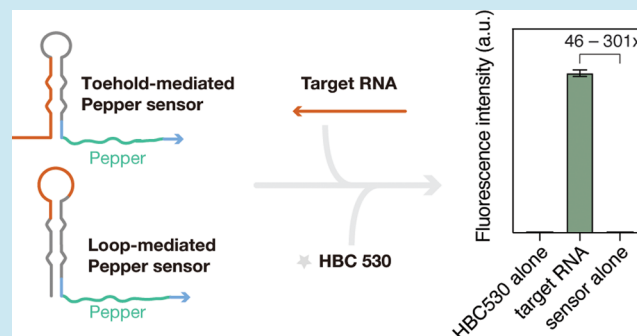 Toehold-mediated
Pepper sensor
Pepper
Loop-mediated
Pepper sensor
Pepper
Target RNA
HBC 530
Fluorescence intensity (a.u.)
46 – 301x
HBC530 alone
target RNA
sensor alone